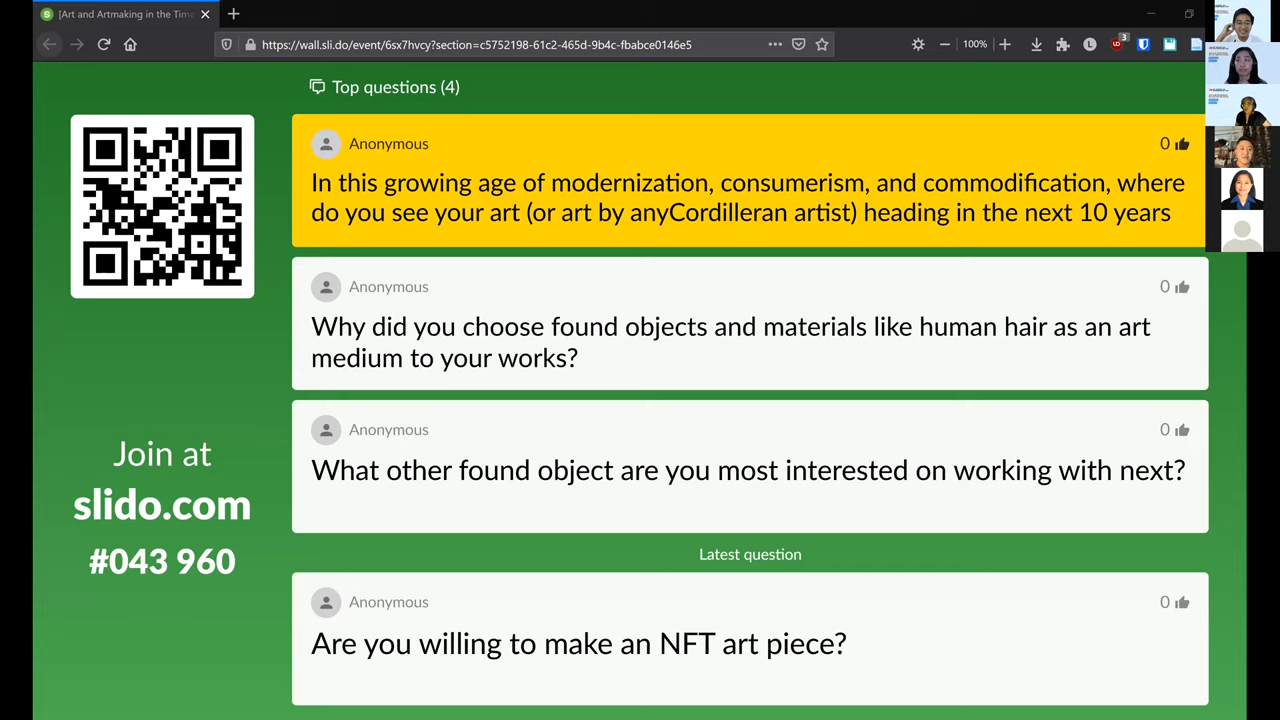 [Art and Artmaking in the Time
https://wall.sli.do/event/6sx7hvcy?section=c5752198-61c2-465d-9b4c-fbabce0146e5
100%
3
Top questions (4)
Anonymous
0
In this growing age of modernization, consumerism, and commodification, where
do you see your art (or art by anyCordilleran artist) heading in the next 10 years
Anonymous
0
Why did you choose found objects and materials like human hair as an art
medium to your works?
Anonymous
0
What other found object are you most interested on working with next?
Join at
slido.com
#043 960
Latest question
Anonymous
0
Are you willing to make an NFT art piece?